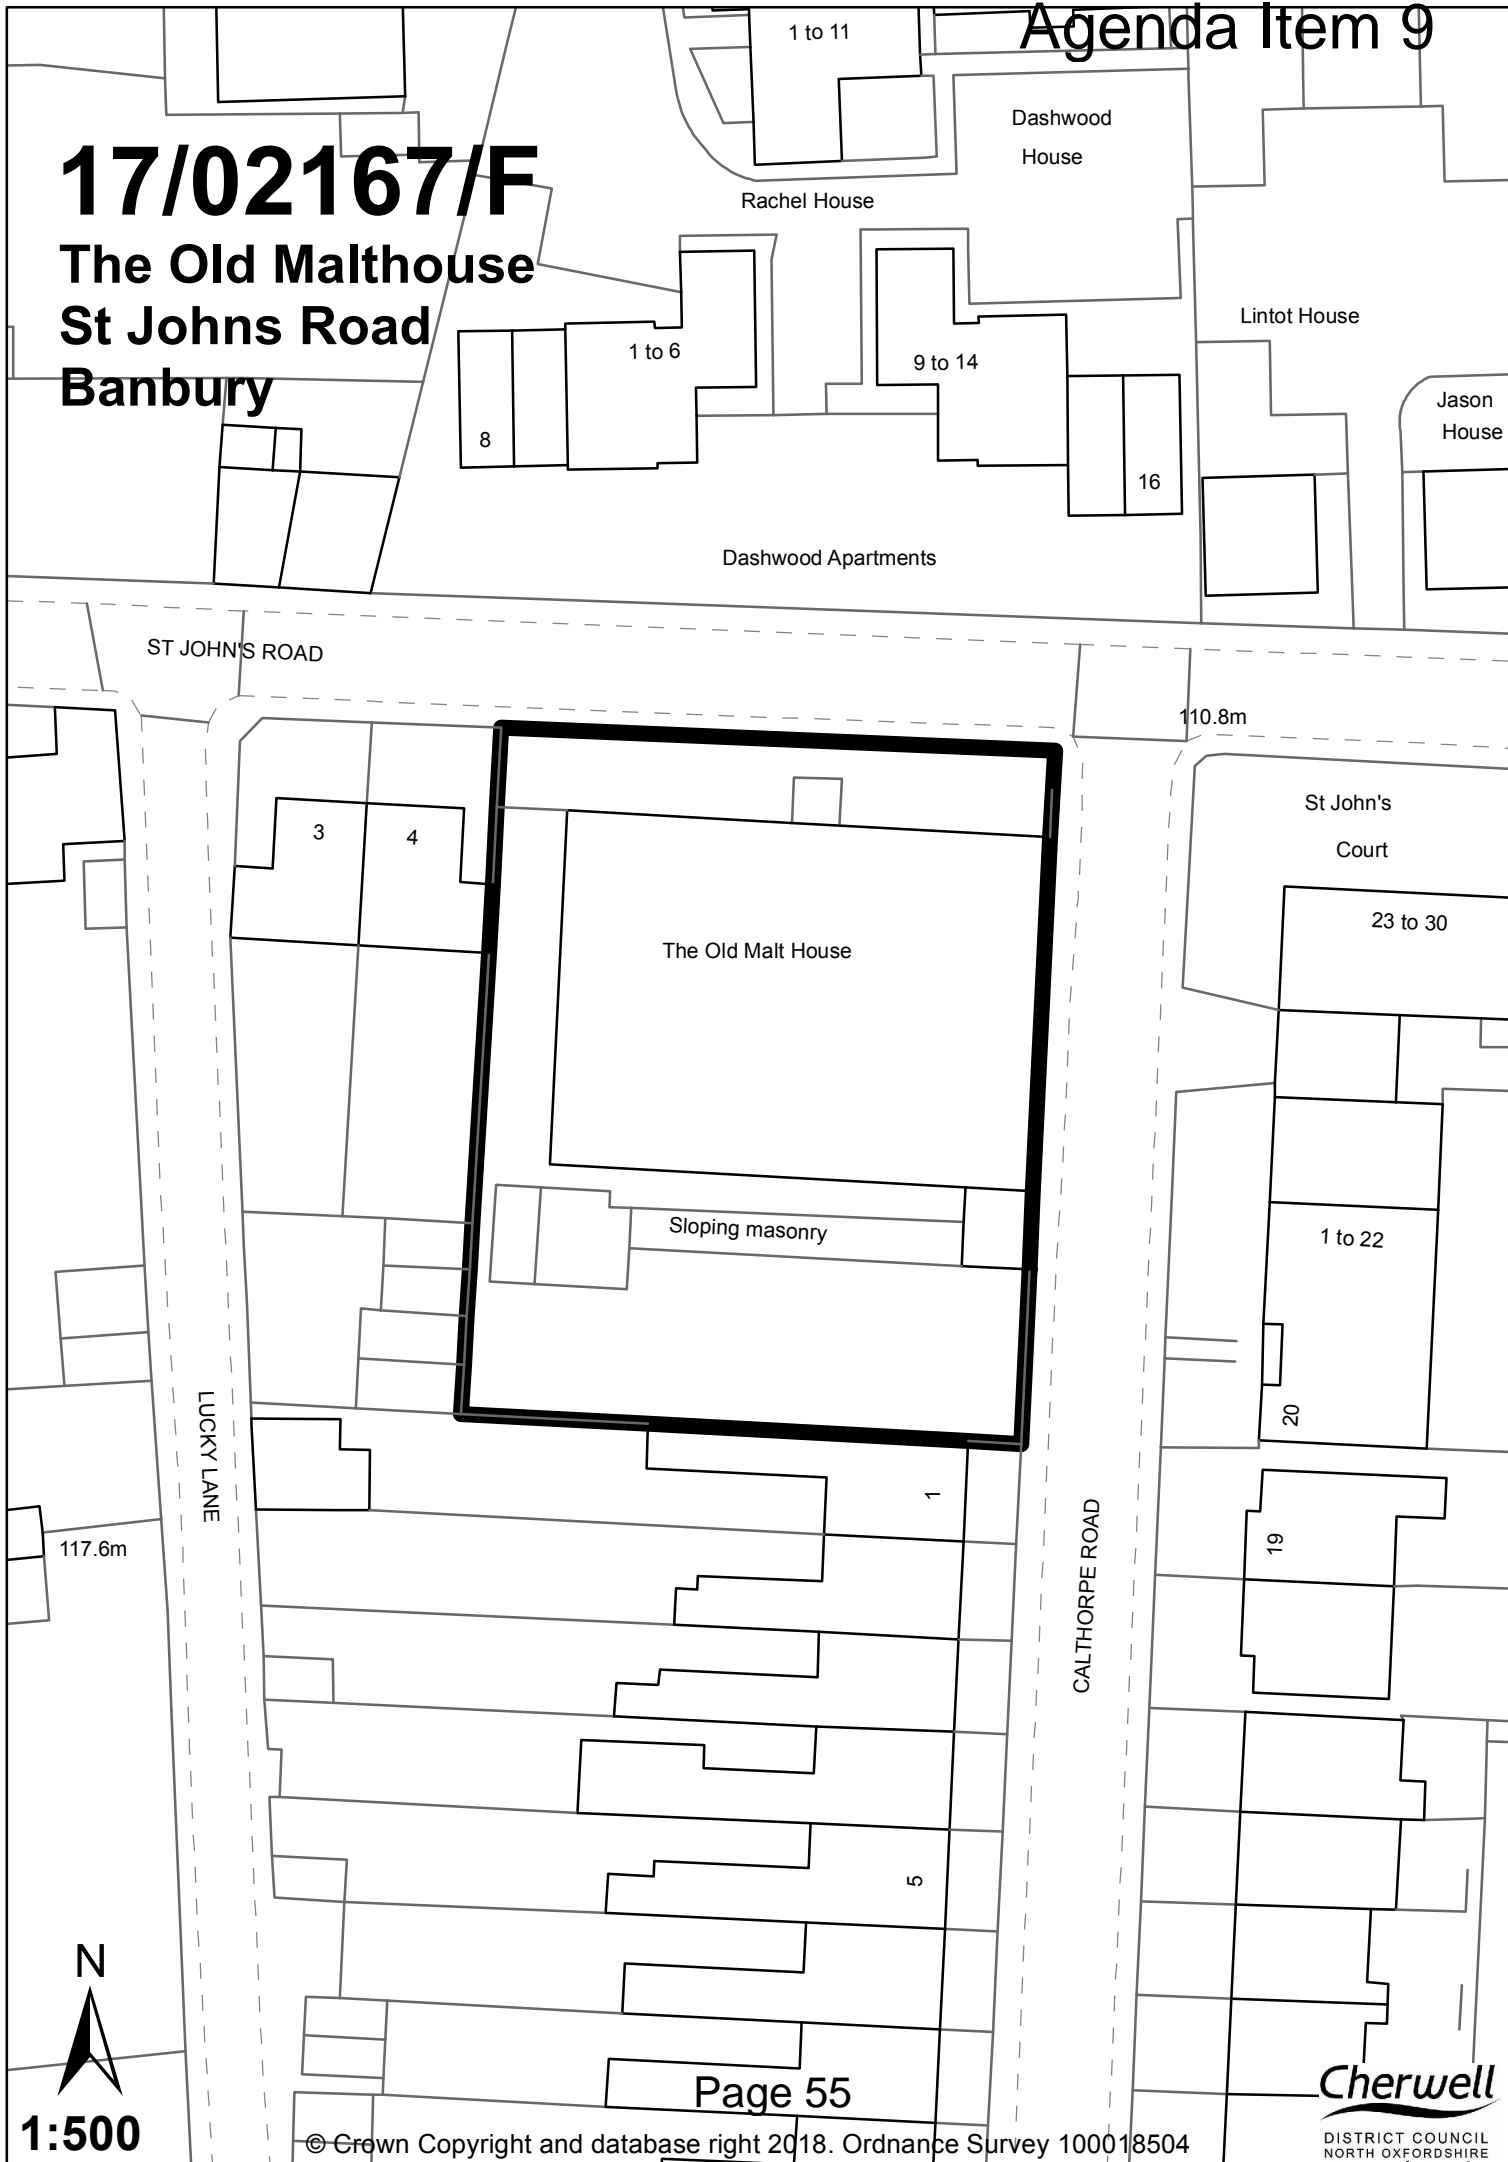 Agenda Item 9
17/02167/F
The Old Malthouse
St Johns Road
Banbury
1 to 11
Dashwood
House
Rachel House
Lintot House
1 to 6
9 to 14
Jason
House
8
16
Dashwood Apartments
ST JOHN'S ROAD
110.8m
St John's
Court
3
4
23 to 30
The Old Malt House
Sloping masonry
1 to 22
20
LUCKY LANE
1
19
117.6m
CALTHORPE ROAD
5
N
1:500
Page 55
© Crown Copyright and database right 2018. Ordnance Survey 100018504
Cherwell
DISTRICT COUNCIL
NORTH OXFORDSHIRE